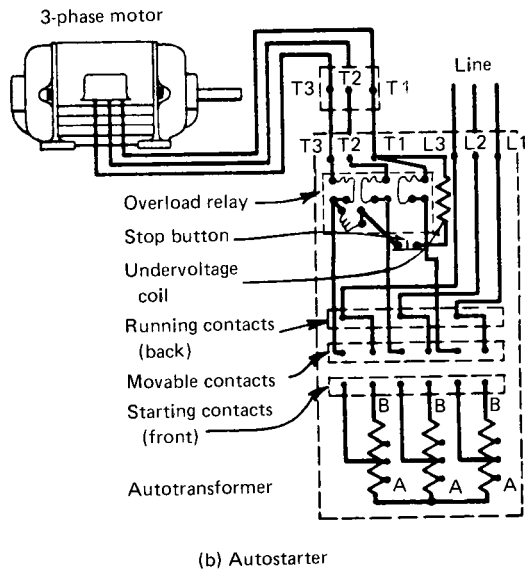 3-phase motor
Line
T3 T2 T1
T3 T2 T1 L3 L2 L1
Overload relay
Stop button
Undervoltage
coil
Running contacts
(back)
Movable contacts
Starting contacts
(front)
B B B
Autotransformer
A A A
(b) Autostarter